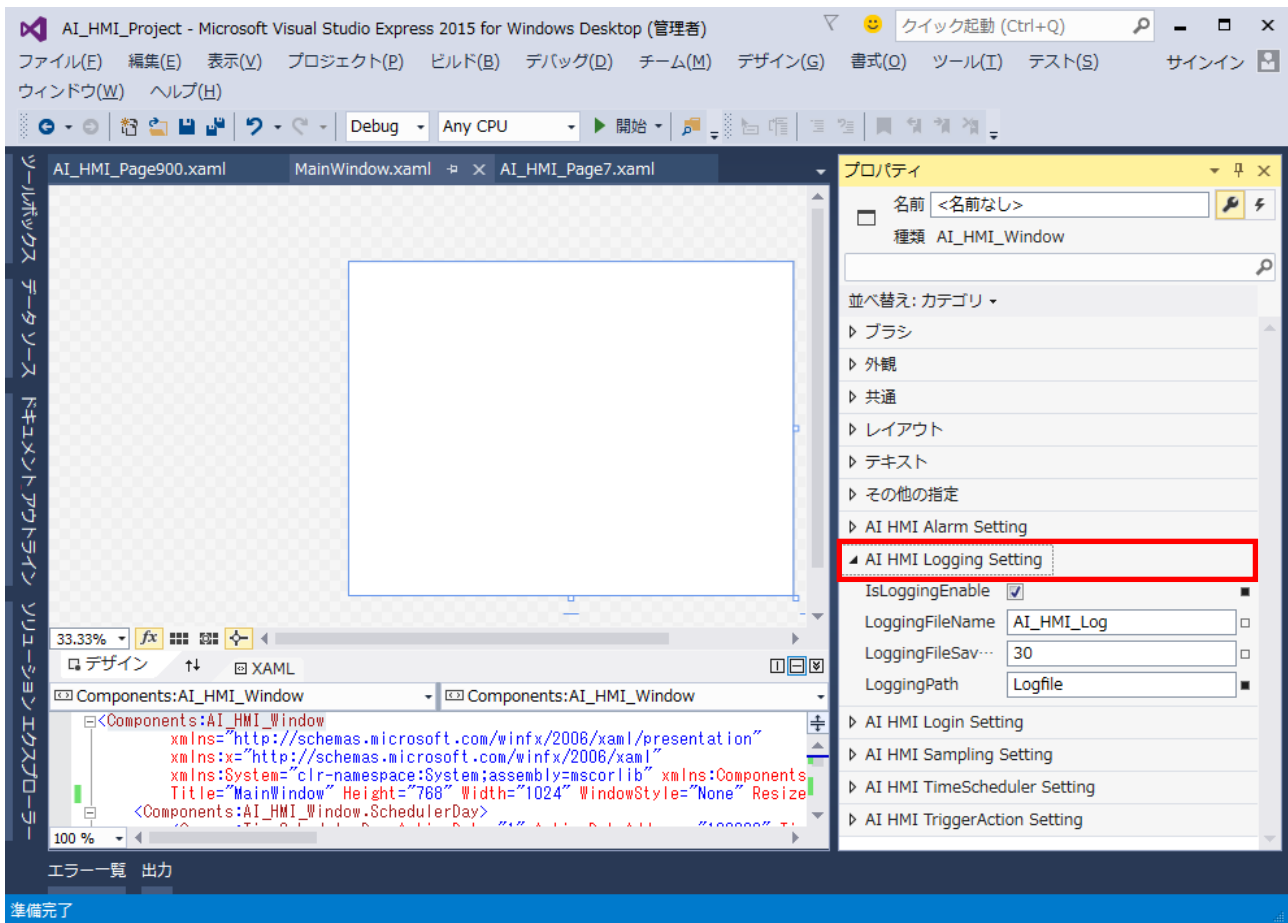 AI_HMI_Project - Microsoft Visual Studio Express 2015 for Windows Desktop (管理者)
クイック起動 (Ctrl+Q)
ファイル(F) 編集(E) 表示(V) プロジェクト(P) ビルド(B) デバッグ(D) チーム(M) デザイン(G) 書式(O) ツール(T) テスト(S) サインイン
ウィンドウ(W) ヘルプ(H)
Debug Any CPU 開始
ツールボックス
データ ソース
ドキュメント アウトライン
ソリューション エクスプローラー
AI_HMI_Page900.xaml MainWindow.xaml AI_HMI_Page7.xaml
33.33% fx
デザイン XAML
Components:AI_HMI_Window Components:AI_HMI_Window
<Components:AI_HMI_Window
xmlns="http://schemas.microsoft.com/winfx/2006/xaml/presentation"
xmlns:x="http://schemas.microsoft.com/winfx/2006/xaml"
xmlns:System="clr-namespace:System;assembly=mscorlib" xmlns:Components
Title="MainWindow" Height="768" Width="1024" WindowStyle="None" Resize
<Components:AI_HMI_Window.SchedulerDay>
100 %
プロパティ
名前 <名前なし>
種類 AI_HMI_Window
並べ替え: カテゴリ
ブラシ
外観
共通
レイアウト
テキスト
その他の指定
AI HMI Alarm Setting
AI HMI Logging Setting
IsLoggingEnable
LoggingFileName AI_HMI_Log
LoggingFileSav… 30
LoggingPath Logfile
AI HMI Login Setting
AI HMI Sampling Setting
AI HMI TimeScheduler Setting
AI HMI TriggerAction Setting
エラー一覧 出力
準備完了